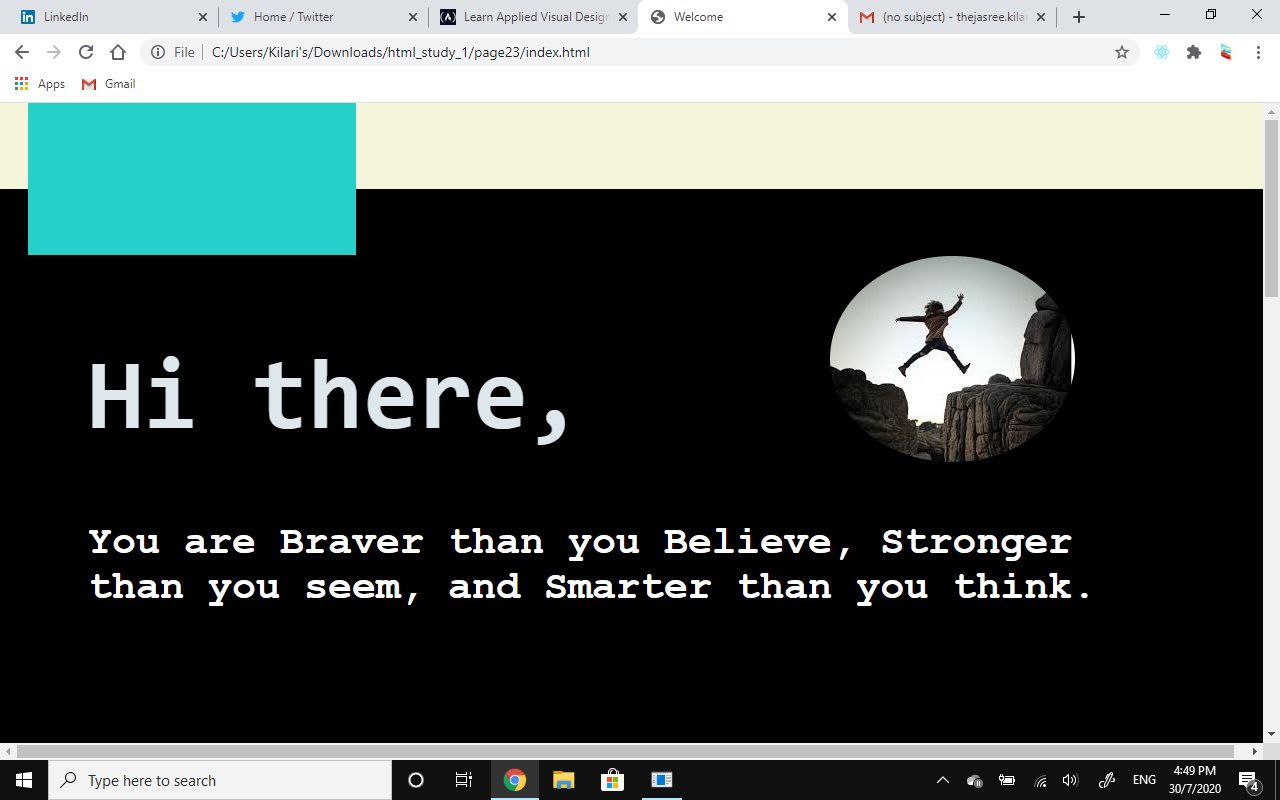 LinkedIn
Home / Twitter
Learn Applied Visual Design
Welcome
(no subject) - thejasree.kilar
File
C:/Users/Kilari's/Downloads/html_study_1/page23/index.html
Apps
Gmail
Hi there,
You are Braver than you Believe, Stronger
than you seem, and Smarter than you think.
Type here to search
ENG
4:49 PM
30/7/2020
4